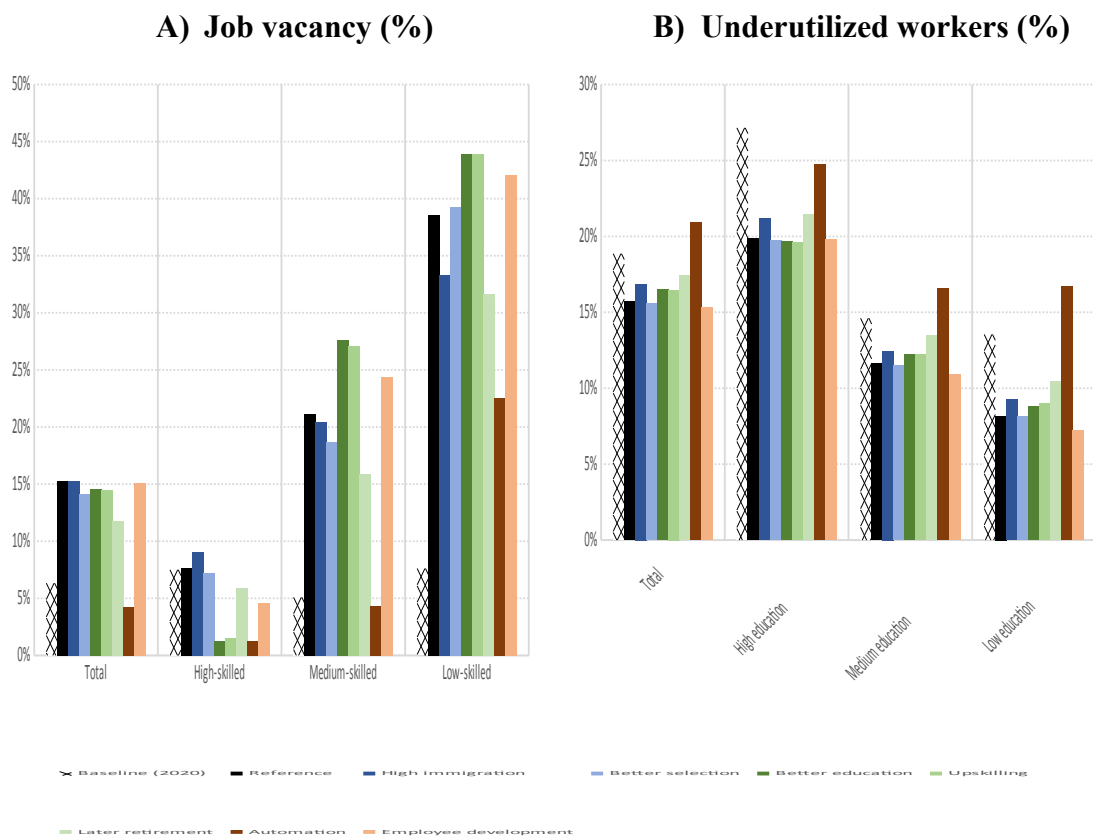 A) Job vacancy (%)
B) Underutilized workers (%)
50%
45%
40%
35%
30%
25%
20%
15%
10%
5%
0%
Total
High-skilled
Medium-skilled
Low-skilled
30%
25%
20%
15%
10%
5%
0%
Total
High education
Medium education
Low education
Baseline (2020)
Reference
High immigration
Better selection
Better education
Upskilling
Later retirement
Automation
Employee development